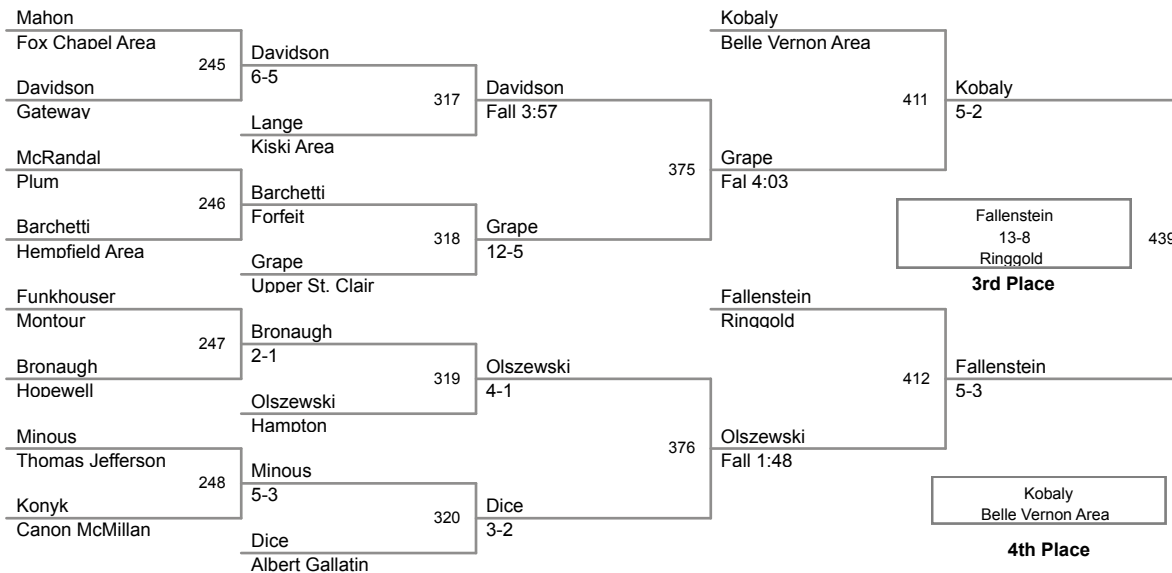 Mahon
Fox Chapel Area
245
Davidson
Gateway
Davidson
6-5
317
Lange
Kiski Area
Davidson
Fall 3:57
McRandal
Plum
246
Barchetti
Hempfield Area
Barchetti
Forfeit
318
Grape
Upper St. Clair
Grape
12-5
375
Funkhouser
Montour
247
Bronaugh
Hopewell
Bronaugh
2-1
319
Olszewski
Hampton
Olszewski
4-1
Minous
Thomas Jefferson
248
Konyk
Canon McMillan
Minous
5-3
320
Dice
Albert Gallatin
Dice
3-2
376
Kobaly
Belle Vernon Area
411
Grape
Fal 4:03
Kobaly
5-2
Fallenstein
13-8
Ringgold
439
3rd Place
Fallenstein
Ringgold
412
Olszewski
Fall 1:48
Fallenstein
5-3
Kobaly
Belle Vernon Area
4th Place